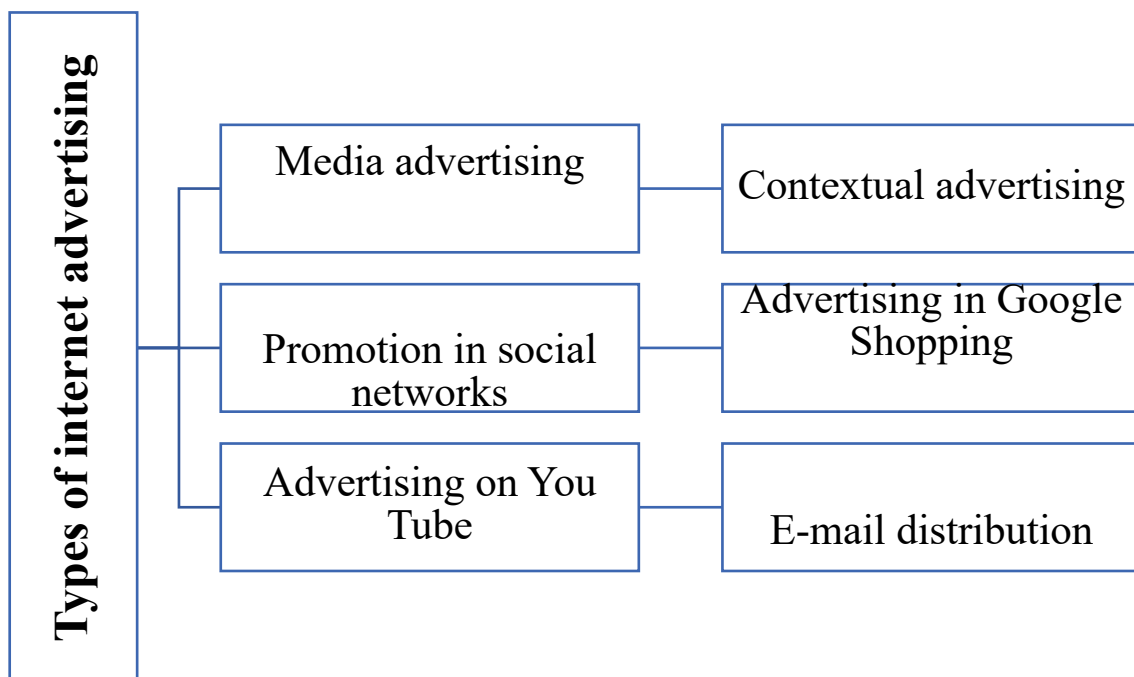 Types of internet advertising
Media advertising
Contextual advertising
Promotion in social
networks
Advertising in Google
Shopping
Advertising on You
Tube
E-mail distribution